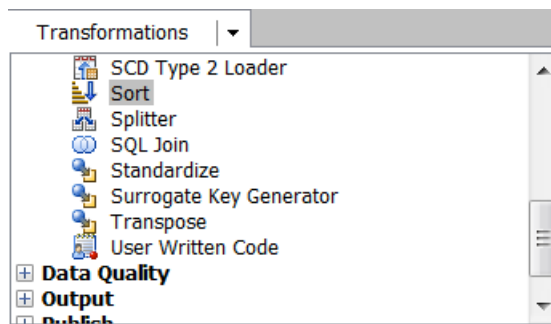 Transformations
SCD Type 2 Loader
Sort
Splitter
SQL Join
Standardize
Surrogate Key Generator
Transpose
User Written Code
Data Quality
Output
Publish